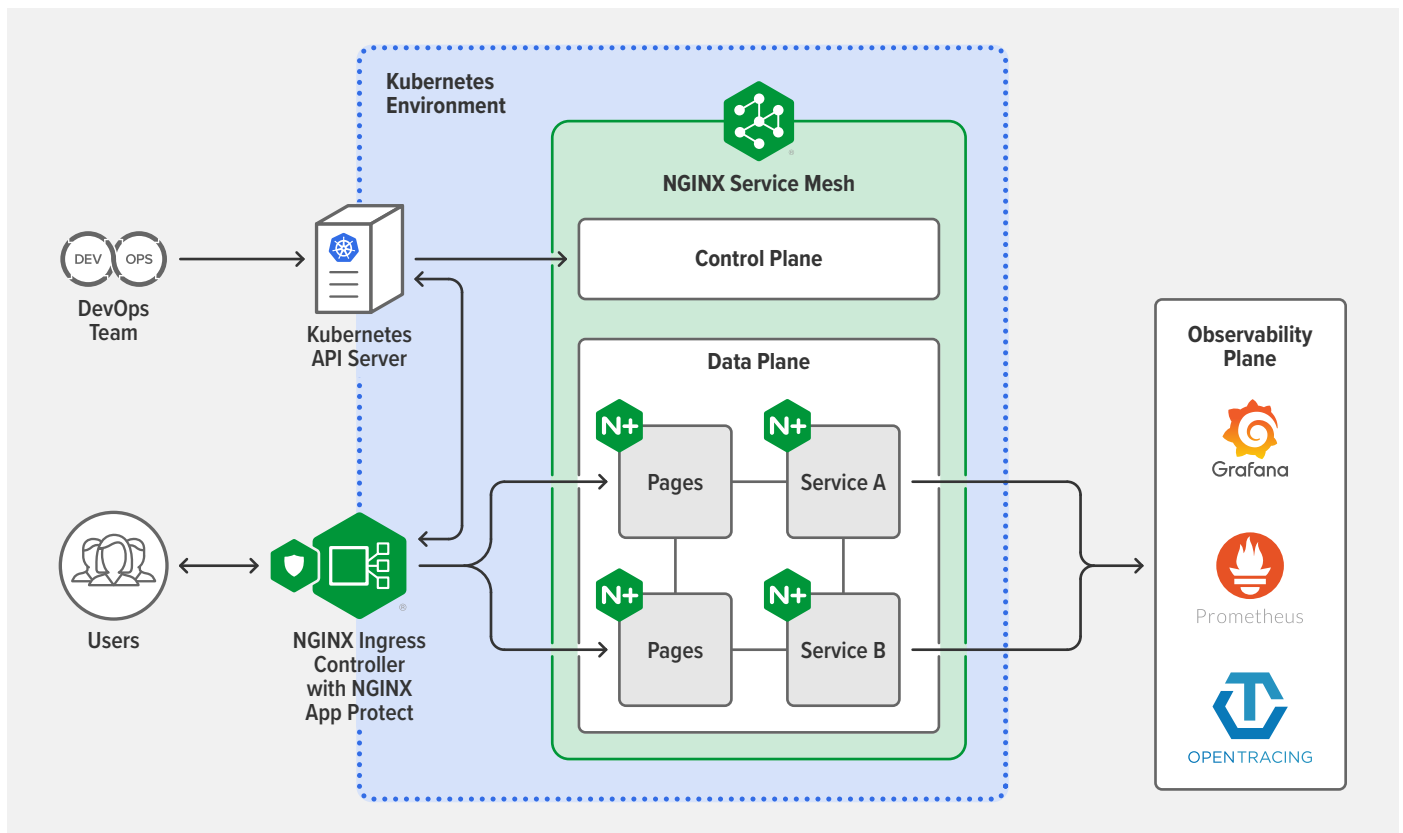 Kubernetes
Environment
NGINX Service Mesh
®
Control Plane
DEV OPS
DevOps
Team
Kubernetes
API Server
Data Plane
N+ N+
Pages
Service A
N+ N+
Pages
Service B
Users
®
NGINX Ingress
Controller
with NGINX
App Protect
Observability
Plane
Grafana
Prometheus
OPENTRACING